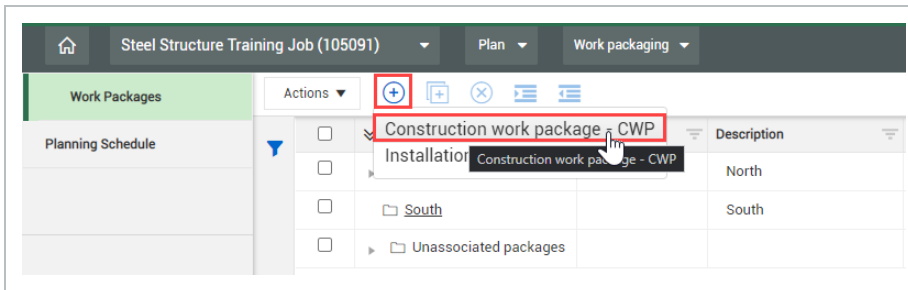 Steel Structure Training Job (105091) Plan Work packaging
Work Packages Actions
Construction work package - CWP Description
Planning Schedule
Installation
Construction work package - CWP
North
South South
Unassociated packages